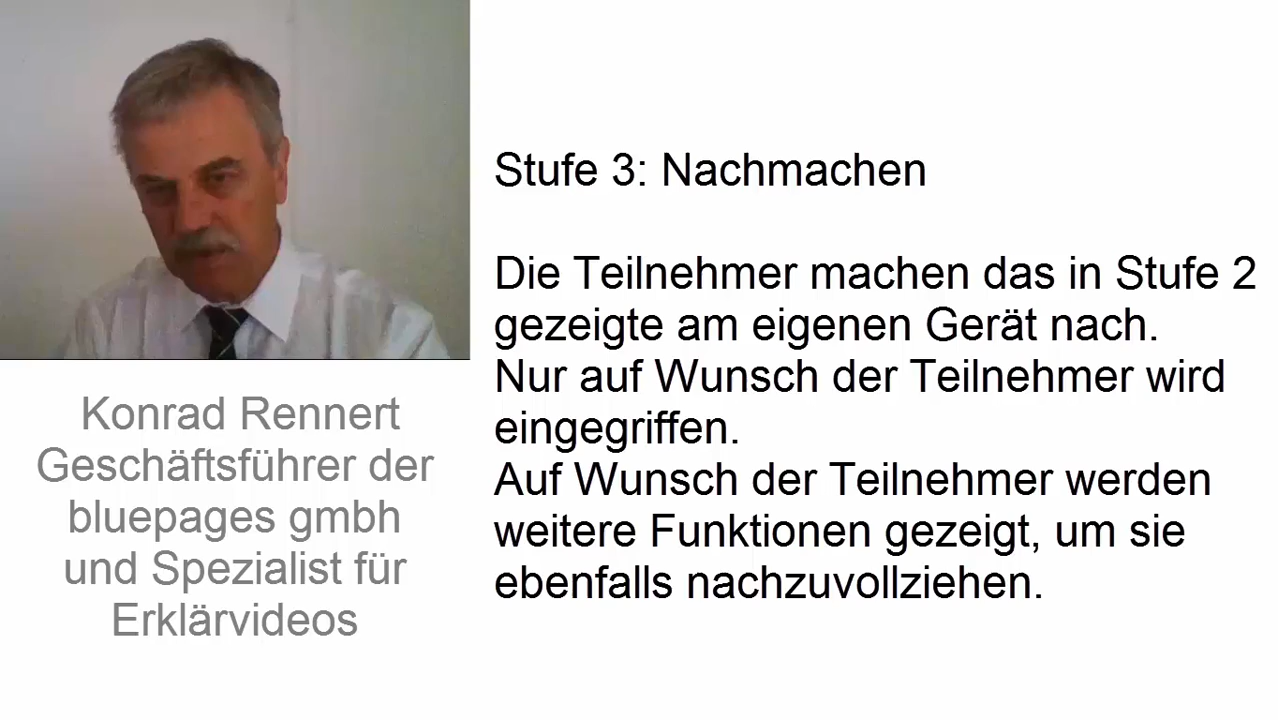 Stufe 3: Nachmachen
Die Teilnehmer machen das in Stufe 2
gezeigte am eigenen Gerät nach.
Nur auf Wunsch der Teilnehmer wird
eingegriffen.
Auf Wunsch der Teilnehmer werden
weitere Funktionen gezeigt, um sie
ebenfalls nachzuvollziehen.
Konrad Rennert
Geschäftsführer der
bluepages gmbh
und Spezialist für
Erklärvideos